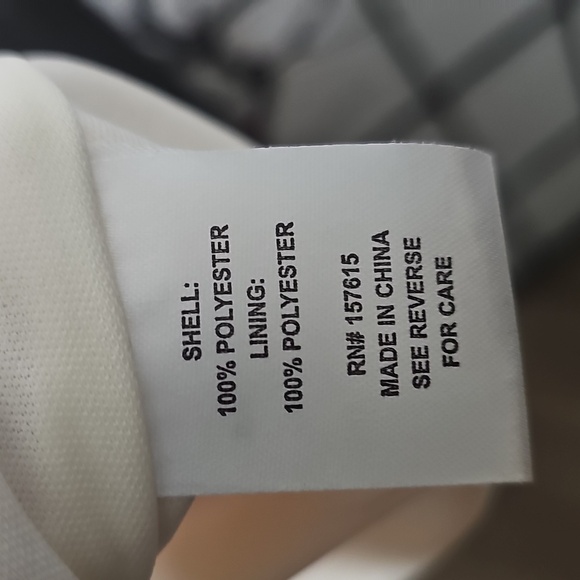 SHELL:
100% POLYESTER
LINING:
100% POLYESTER
RN# 157615
MADE IN CHINA
SEE REVERSE
FOR CARE